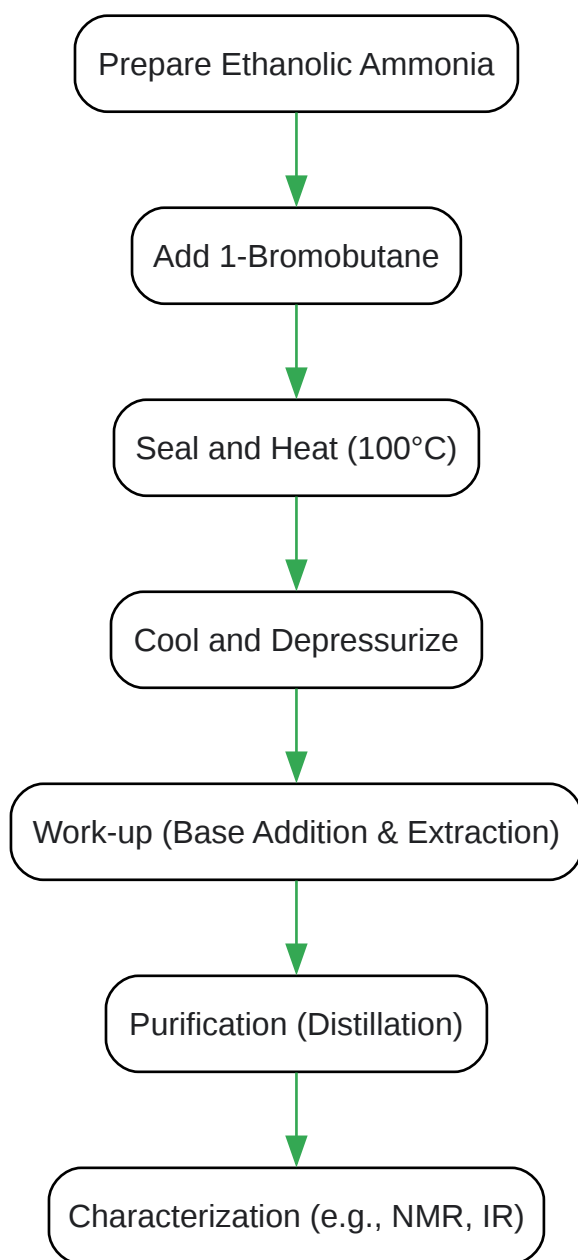 Prepare Ethanolic Ammonia
Add 1-Bromobutane
Seal and Heat (100°C)
Cool and Depressurize
Work-up (Base Addition & Extraction)
Purification (Distillation)
Characterization (e.g., NMR, IR)